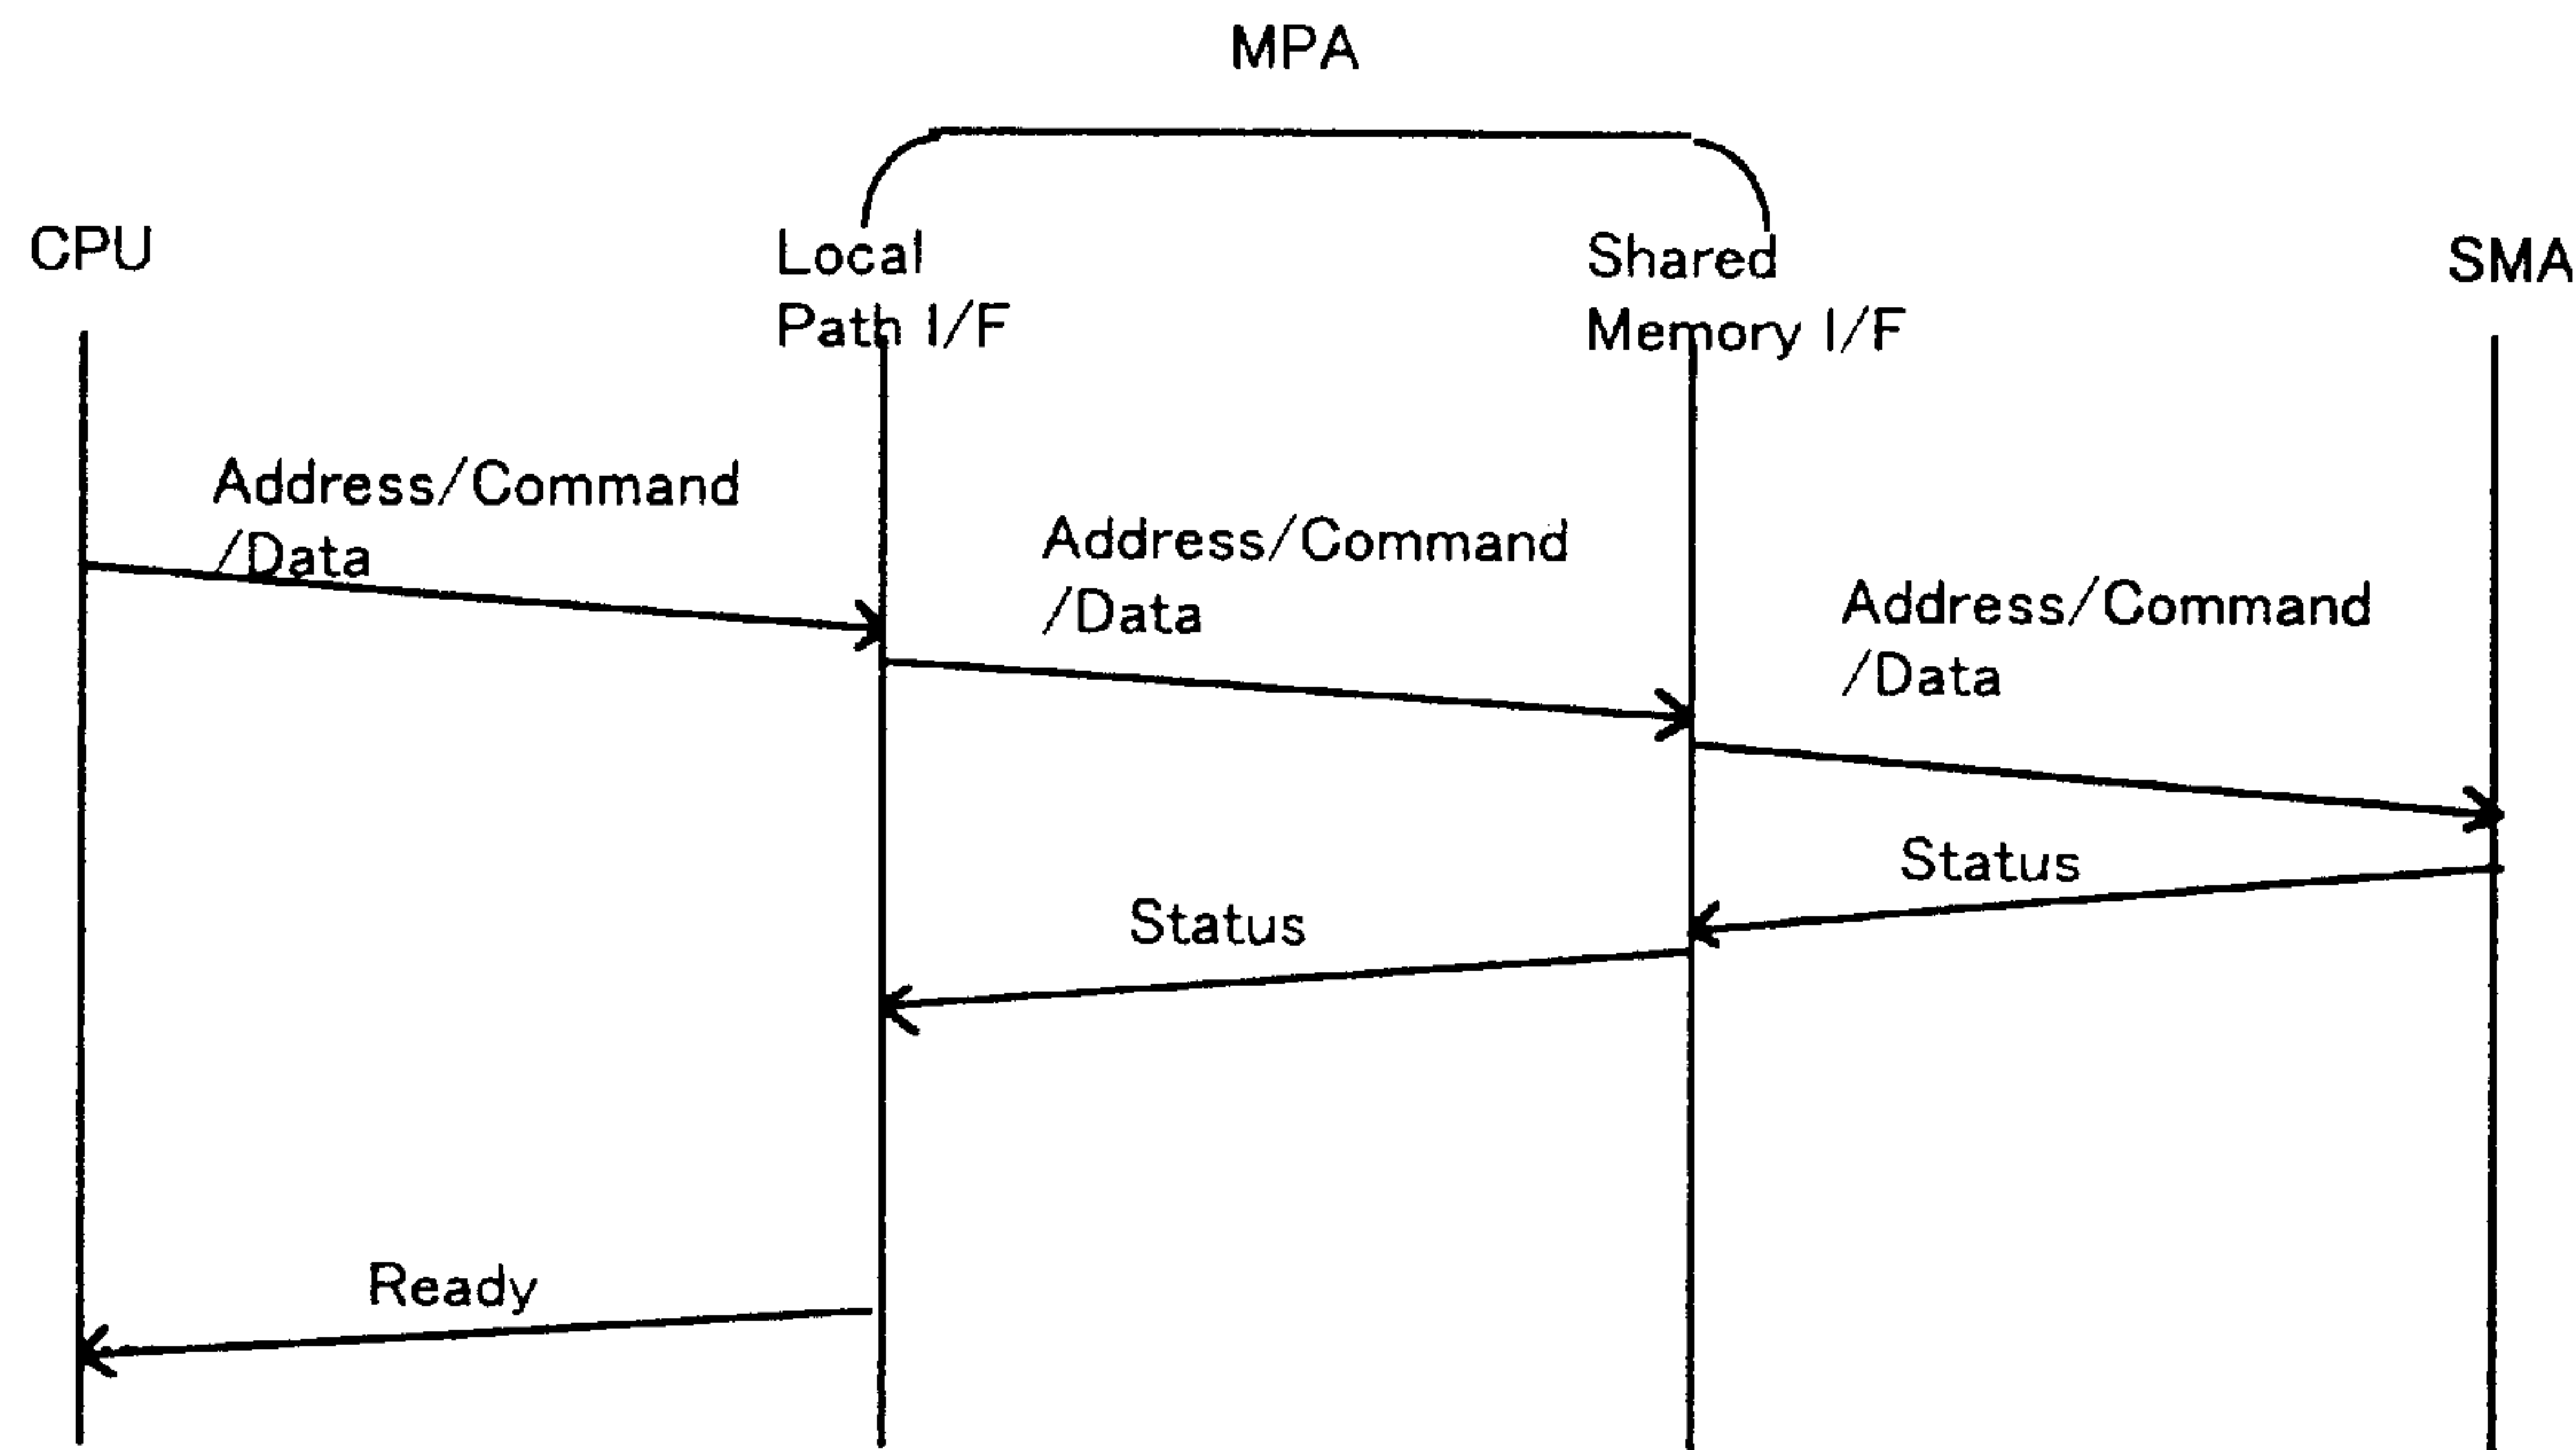 MPA
CPU
Local
Path I/F
Shared
Memory I/F
SMA
Address/Command
/Data
Address/Command
/Data
Address/Command
/Data
Status
Status
Ready